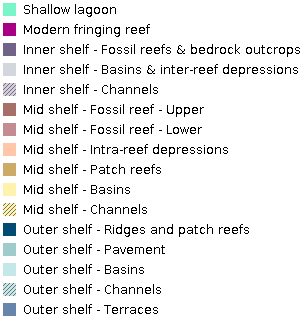 Shallow lagoon
Modern fringing reef
Inner shelf - Fossil reefs & bedrock outcrops
Inner shelf - Basins & inter-reef depressions
Inner shelf - Channels
Mid shelf - Fossil reef - Upper
Mid shelf - Fossil reef - Lower
Mid shelf - Intra-reef depressions
Mid shelf - Patch reefs
Mid shelf - Basins
Mid shelf - Channels
Outer shelf - Ridges and patch reefs
Outer shelf - Pavement
Outer shelf - Basins
Outer shelf - Channels
Outer shelf - Terraces